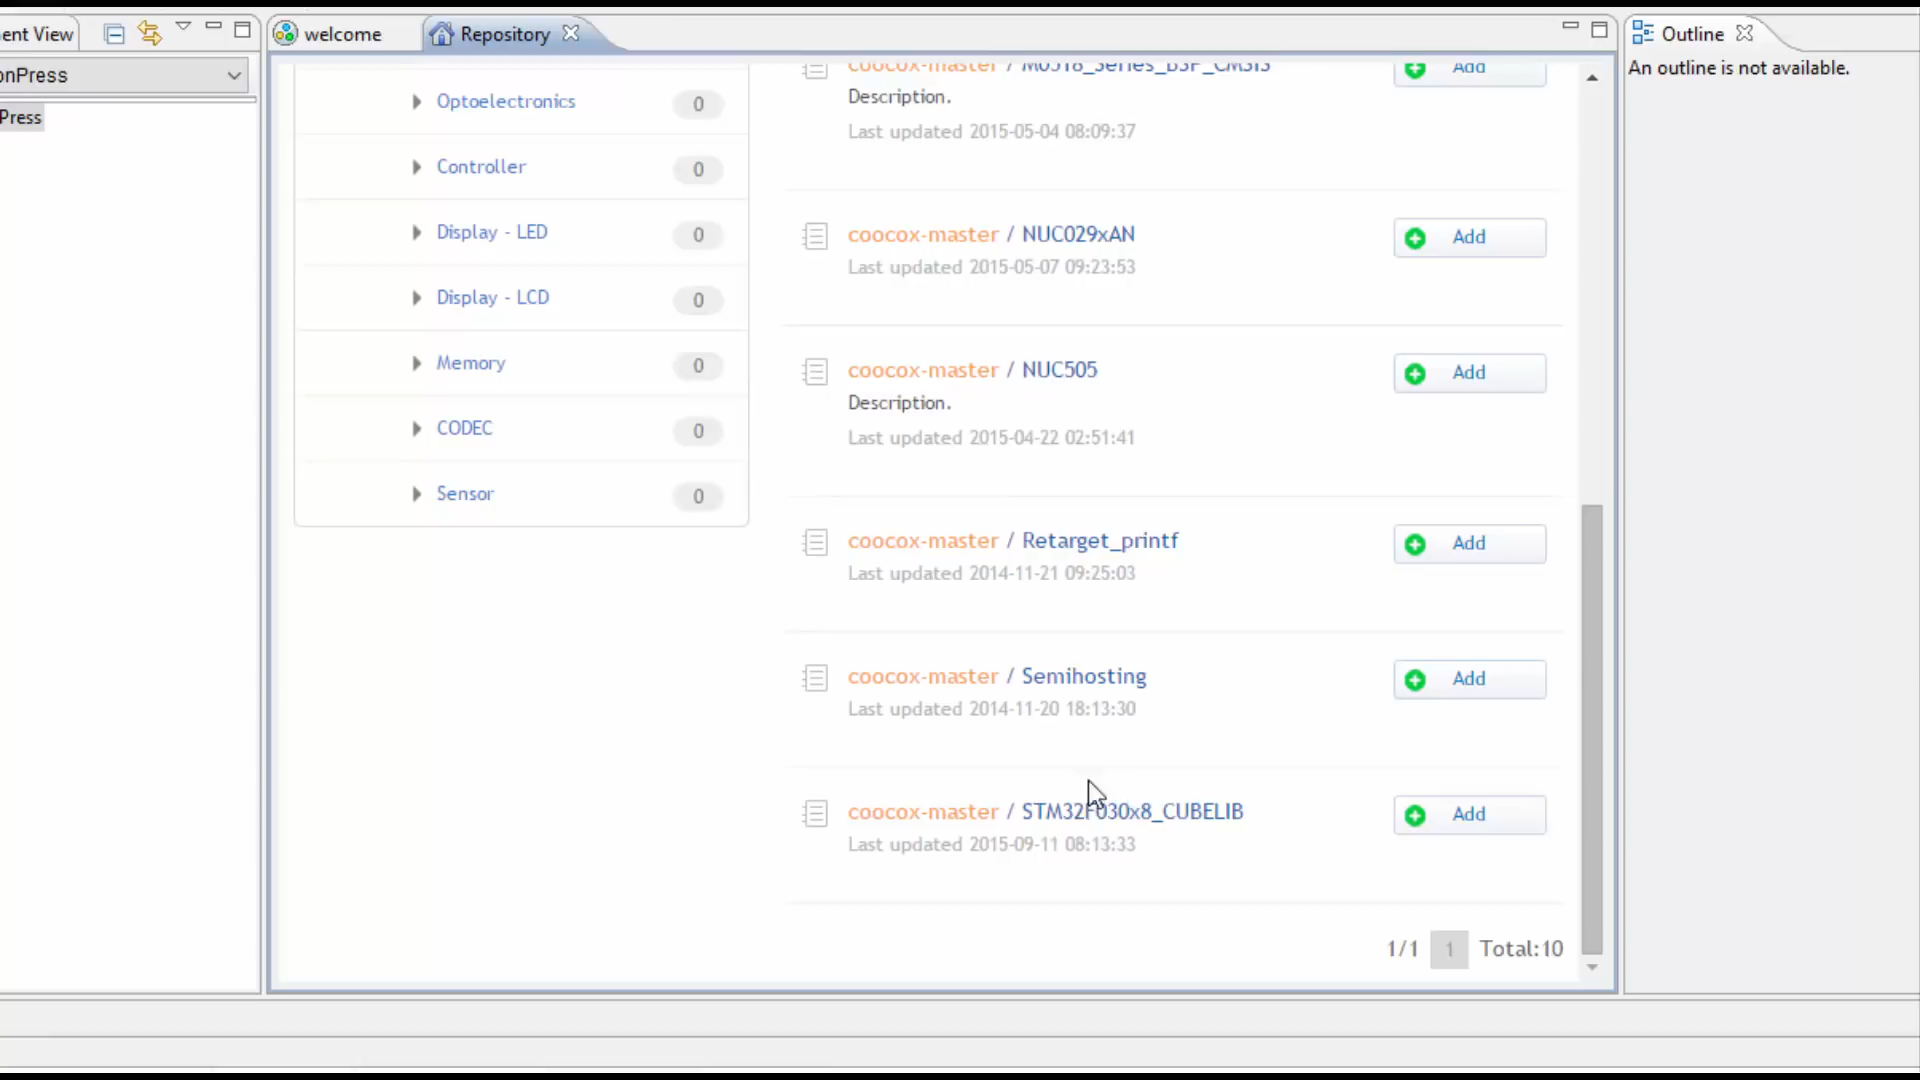 ent View
welcome
Repository
Outline
onPress
An outline is not available.
Press
Optoelectronics 0
Controller 0
Display - LED 0
Display - LCD 0
Memory 0
CODEC 0
Sensor 0
coocox-master / M0518_Series_BSP_CMSIS Add
Description.
Last updated 2015-05-04 08:09:37
coocox-master / NUC029xAN Add
Last updated 2015-05-07 09:23:53
coocox-master / NUC505 Add
Description.
Last updated 2015-04-22 02:51:41
coocox-master / Retarget_printf Add
Last updated 2014-11-21 09:25:03
coocox-master / Semihosting Add
Last updated 2014-11-20 18:13:30
coocox-master / STM32F030x8_CUBELIB Add
Last updated 2015-09-11 08:13:33
1/1 1 Total:10